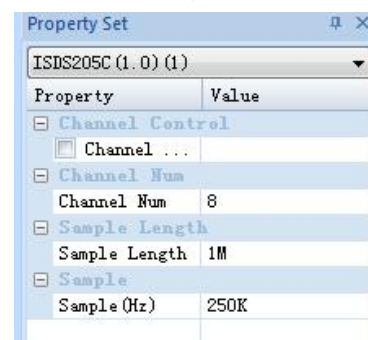 Property Set
ISDS205C(1.0)(1)
Property Value
Channel Control
Channel ...
Channel Num
Channel Num 8
Sample Length
Sample Length 1M
Sample
Sample(Hz) 250K